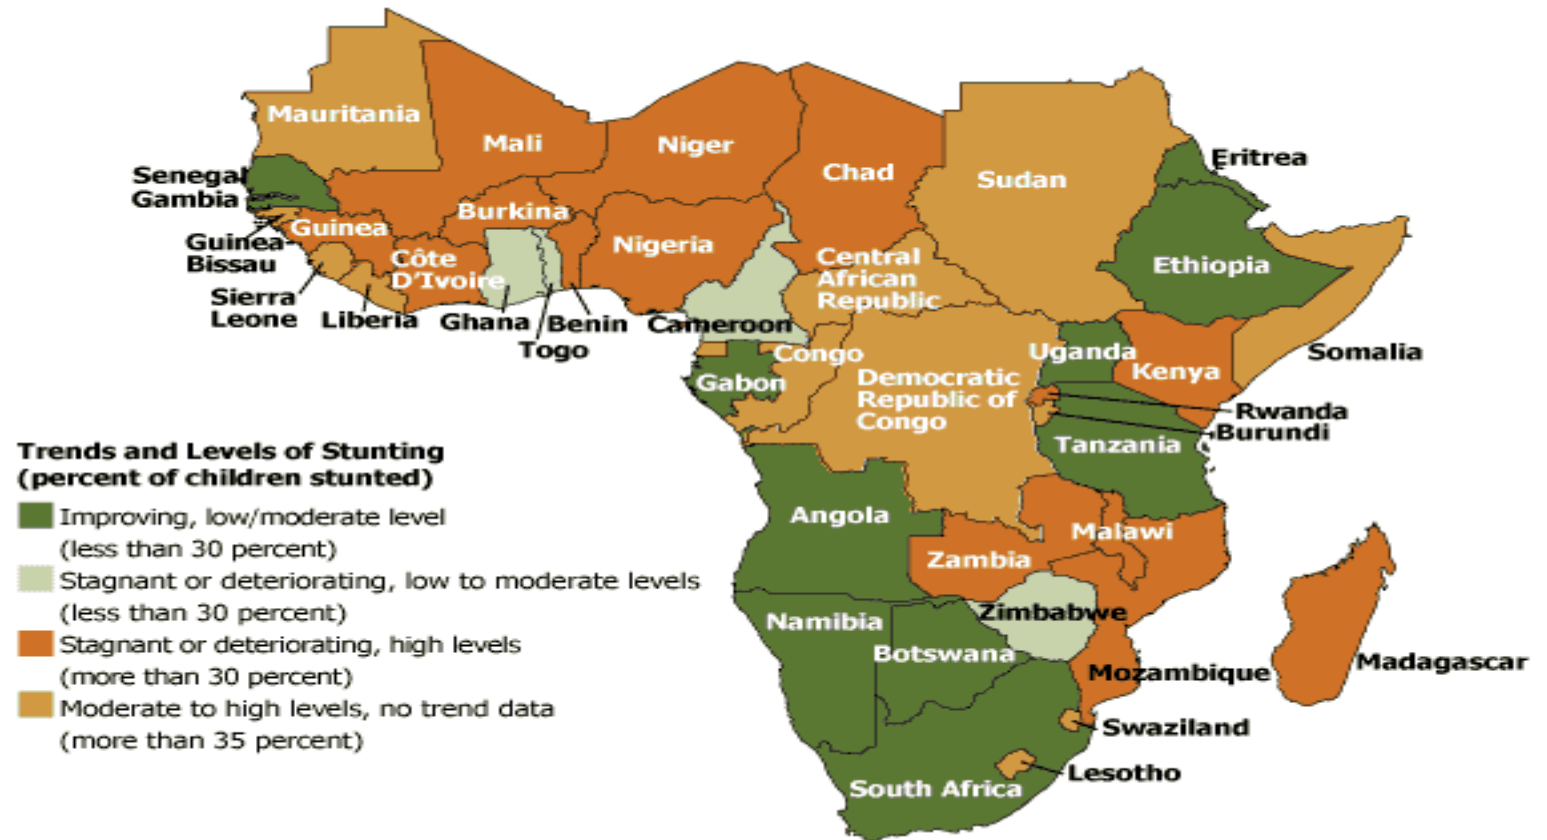 Mauritania
Mali
Niger
Chad
Sudan
Eritrea
Senegal
Gambia
Burkina
Guinea
Guinea-
Bissau
Nigeria
Côte
D'Ivoire
Central
African
Republic
Ethiopia
Sierra
Leone
Liberia
Ghana
Togo
Benin
Cameroon
Somalia
Congo
Uganda
Kenya
Gabon
Democratic
Republic of
Congo
Rwanda
Burundi
Tanzania
Trends and Levels of Stunting
(percent of children stunted)
Improving, low/moderate level
(less than 30 percent)
Stagnant or deteriorating, low to moderate levels
(less than 30 percent)
Stagnant or deteriorating, high levels
(more than 30 percent)
Moderate to high levels, no trend data
(more than 35 percent)
Angola
Malawi
Zambia
Zimbabwe
Namibia
Botswana
Mozambique
Madagascar
Swaziland
Lesotho
South Africa